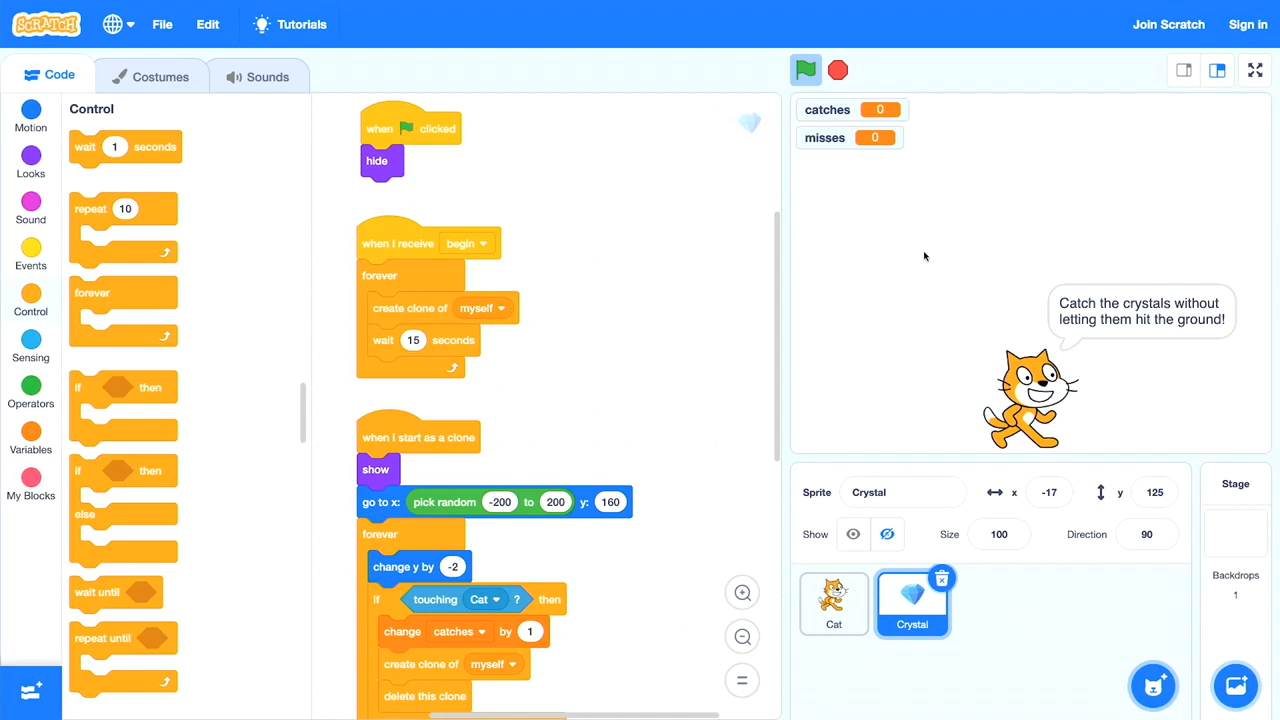 SCRATCH
File
Edit
Tutorials
Join Scratch
Sign in
Code
Costumes
Sounds
Motion
Looks
Sound
Events
Control
Sensing
Operators
Variables
My Blocks
Control
wait 1 seconds
repeat 10
forever
if then
if then
else
wait until
repeat until
when clicked
hide
when I receive begin
forever
create clone of myself
wait 15 seconds
when I start as a clone
show
go to x: pick random -200 to 200 y: 160
forever
change y by -2
if touching Cat ? then
change catches by 1
create clone of myself
delete this clone
catches 0
misses 0
Catch the crystals without
letting them hit the ground!
Sprite Crystal x -17 y 125
Show Size 100 Direction 90
Cat
Crystal
Stage
Backdrops
1